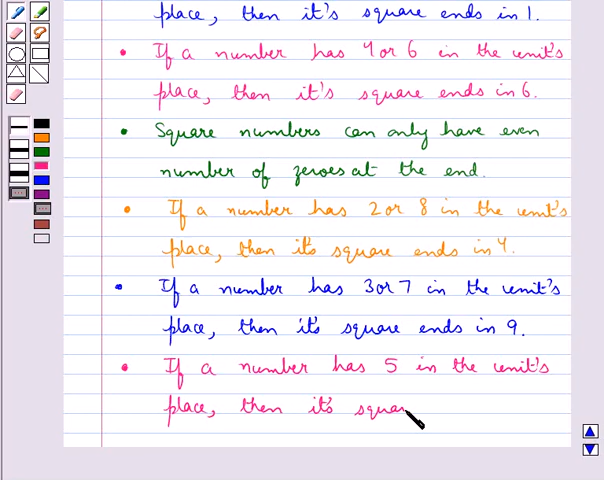 place, then it's square ends in 1.
• If a number has 4 or 6 in the unit's
place, then it's square ends in 6.
• Square numbers can only have even
number of zeroes at the end.
• If a number has 2 or 8 in the unit's
place, then it's square ends in 4.
• If a number has 3 or 7 in the unit's
place, then it's square ends in 9.
• If a number has 5 in the unit's
place, then it's squar